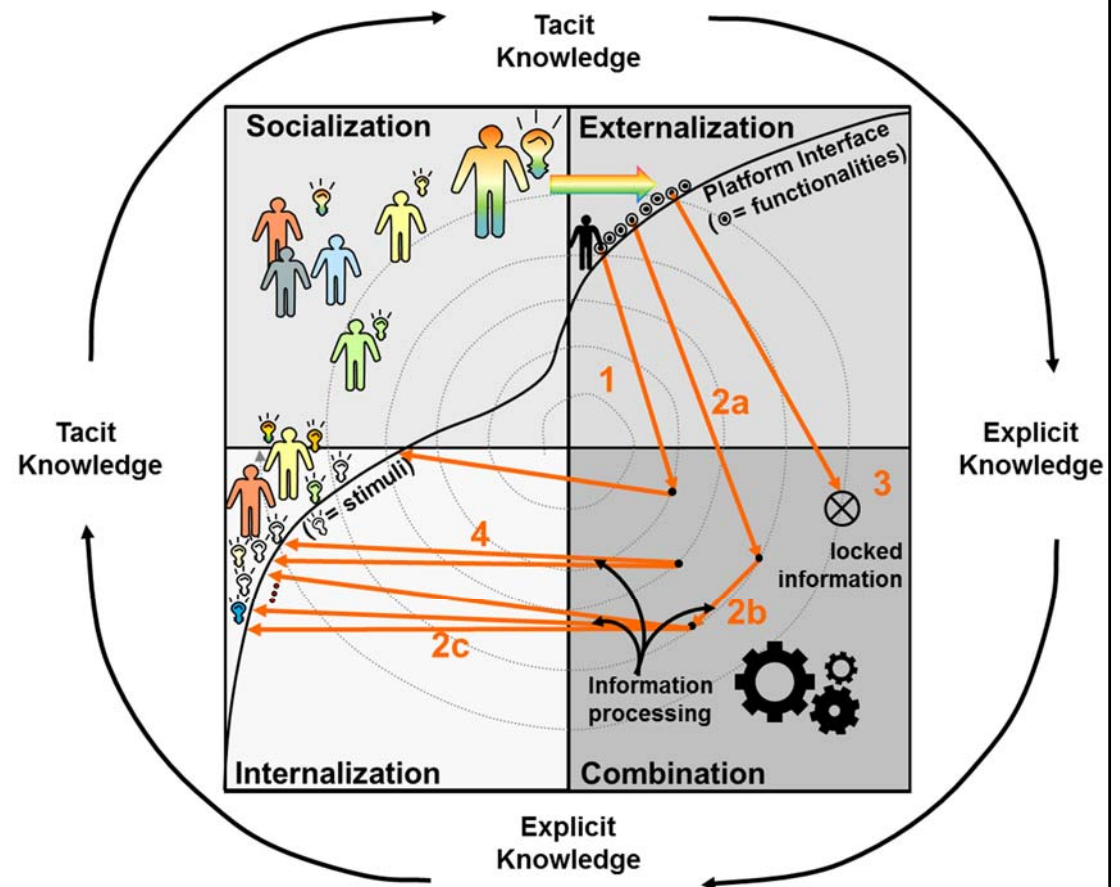 Tacit
Knowledge
Socialization
Externalization
Platform Interface
(⦿= functionalities)
1
2a
Tacit
Knowledge
Explicit
Knowledge
( = stimuli)
3
4
locked
information
2b
2c
Information
processing
Internalization
Combination
Explicit
Knowledge